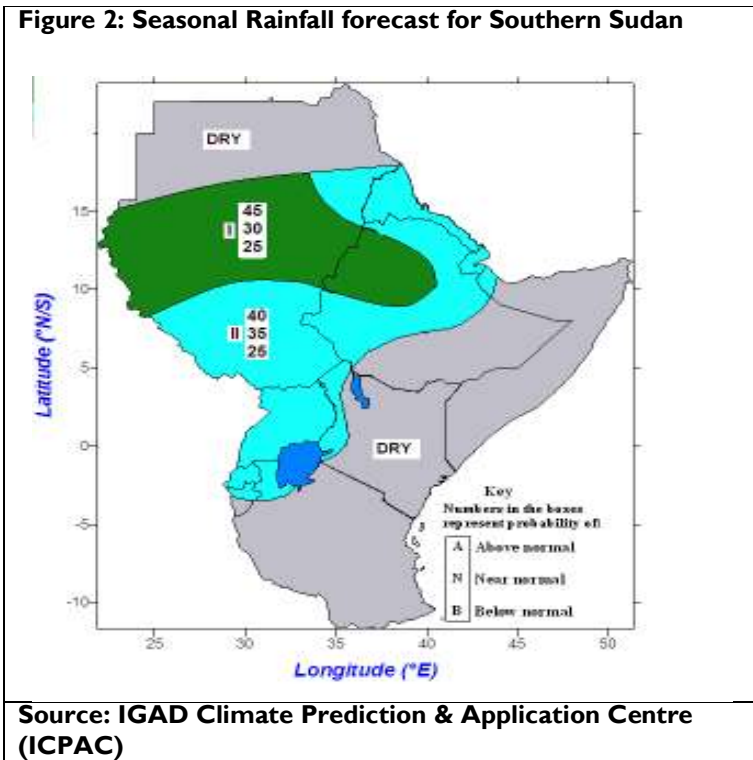 Figure 2: Seasonal Rainfall forecast for Southern Sudan
DRY
45
I 30
25
40
II 35
25
DRY
Key
Numbers in the boxes
represent probability of:
A Above normal
N Near normal
B Below normal
15
10
5
0
-5
-10
Latitude (°N/S)
25 30 35 40 45 50
Longitude (°E)
Source: IGAD Climate Prediction & Application Centre
(ICPAC)